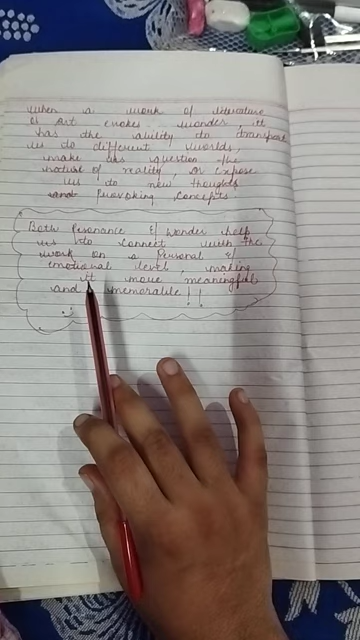 when a work of literature
of art evokes wonder, it
has the ability to transport
us do different worlds,
make us question the
nature of reality, or expose
us to new thoughts
and provoking concepts
Both Resonance & wonder help
us to connect with the
work on a Personal &
emotional level, making
it more meaningful
and memorable!!